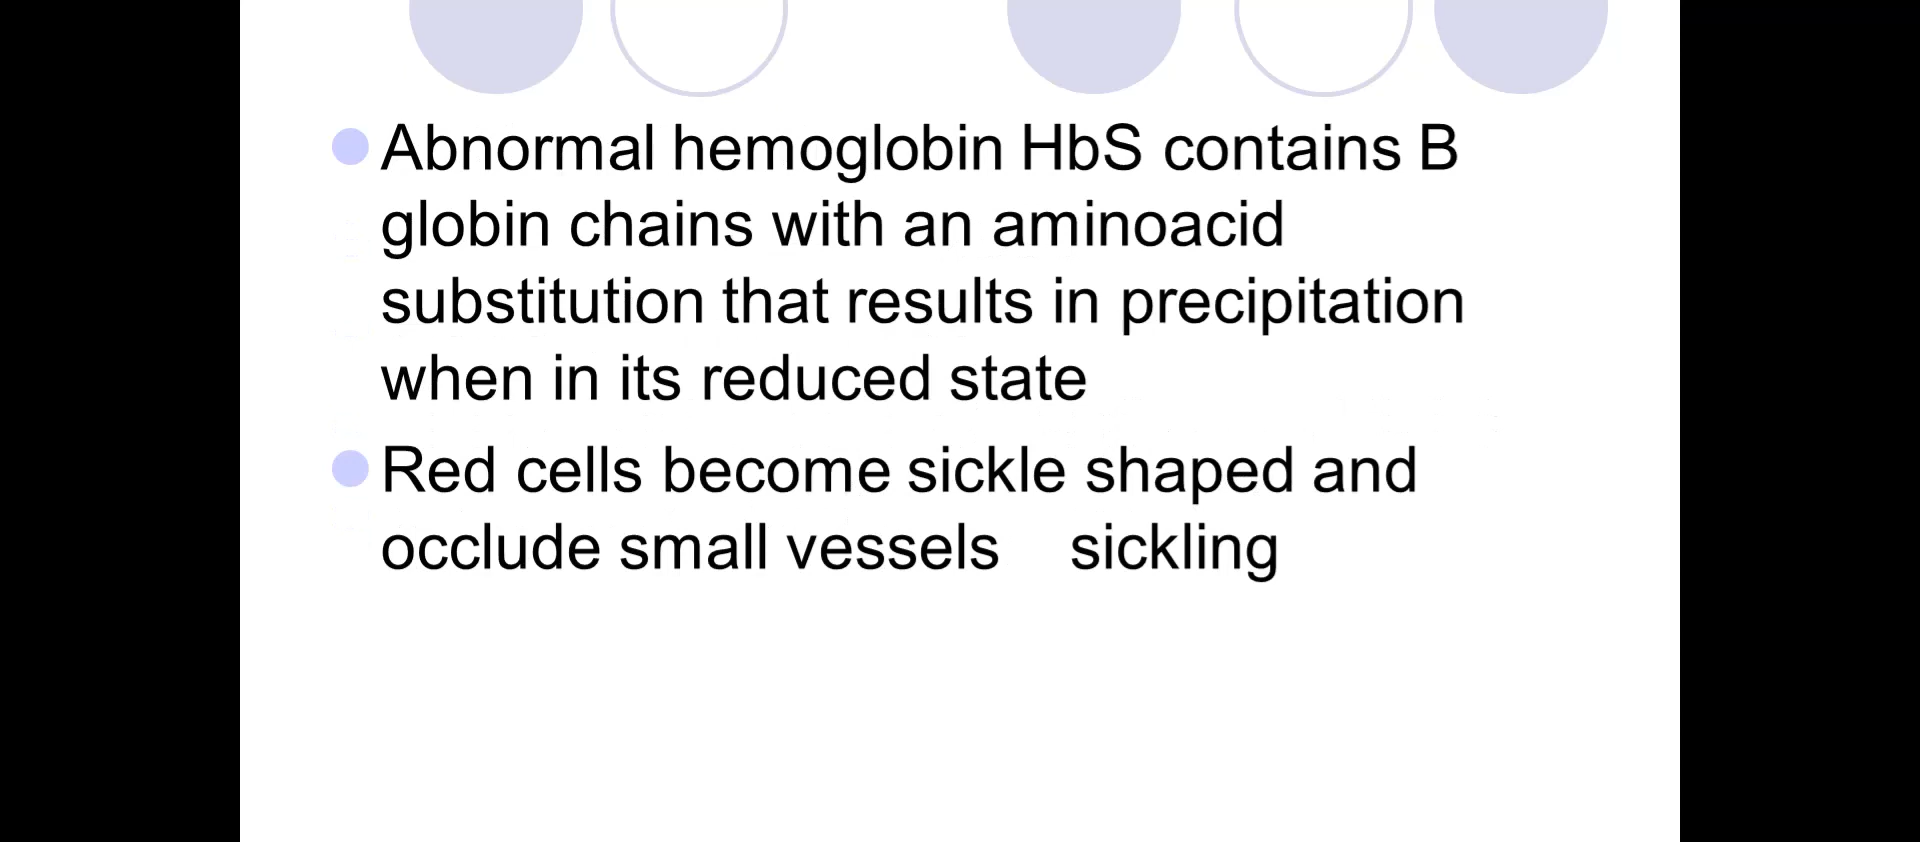 Abnormal hemoglobin HbS contains B
globin chains with an aminoacid
substitution that results in precipitation
when in its reduced state
Red cells become sickle shaped and
occlude small vessels    sickling